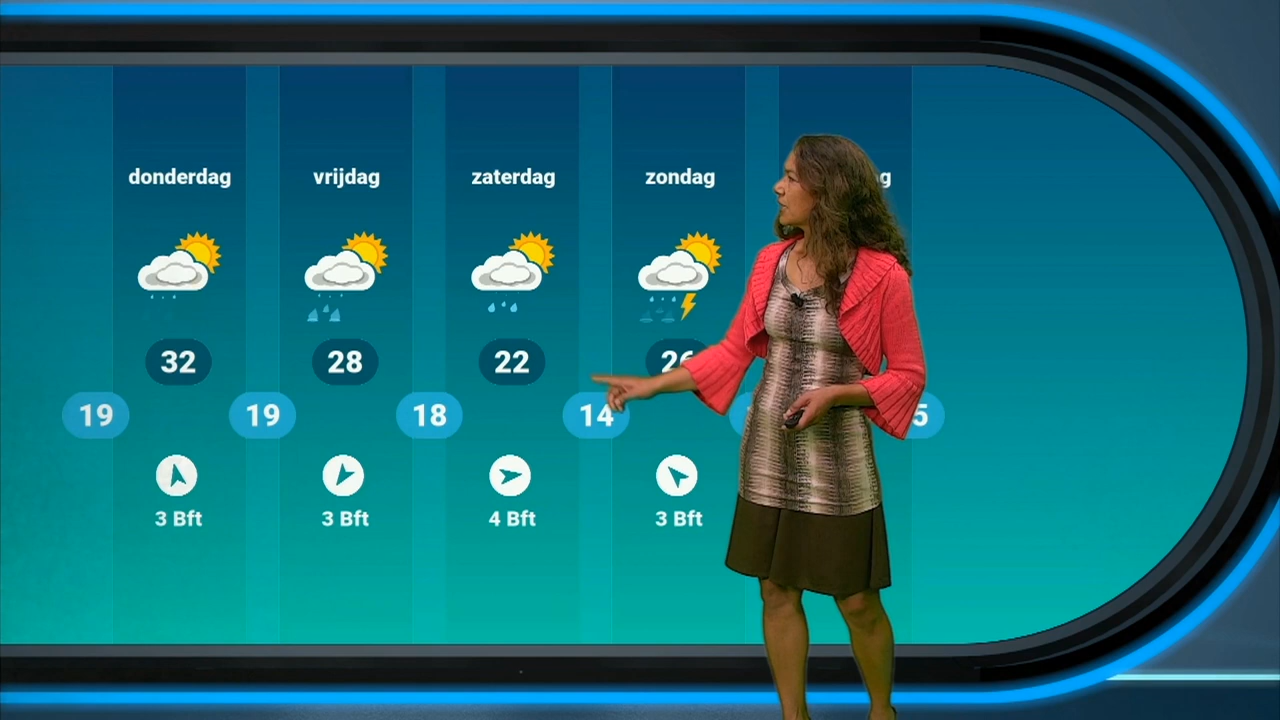 donderdag vrijdag zaterdag zondag
32 28 22 26
19 19 18 14
3 Bft 3 Bft 4 Bft 3 Bft